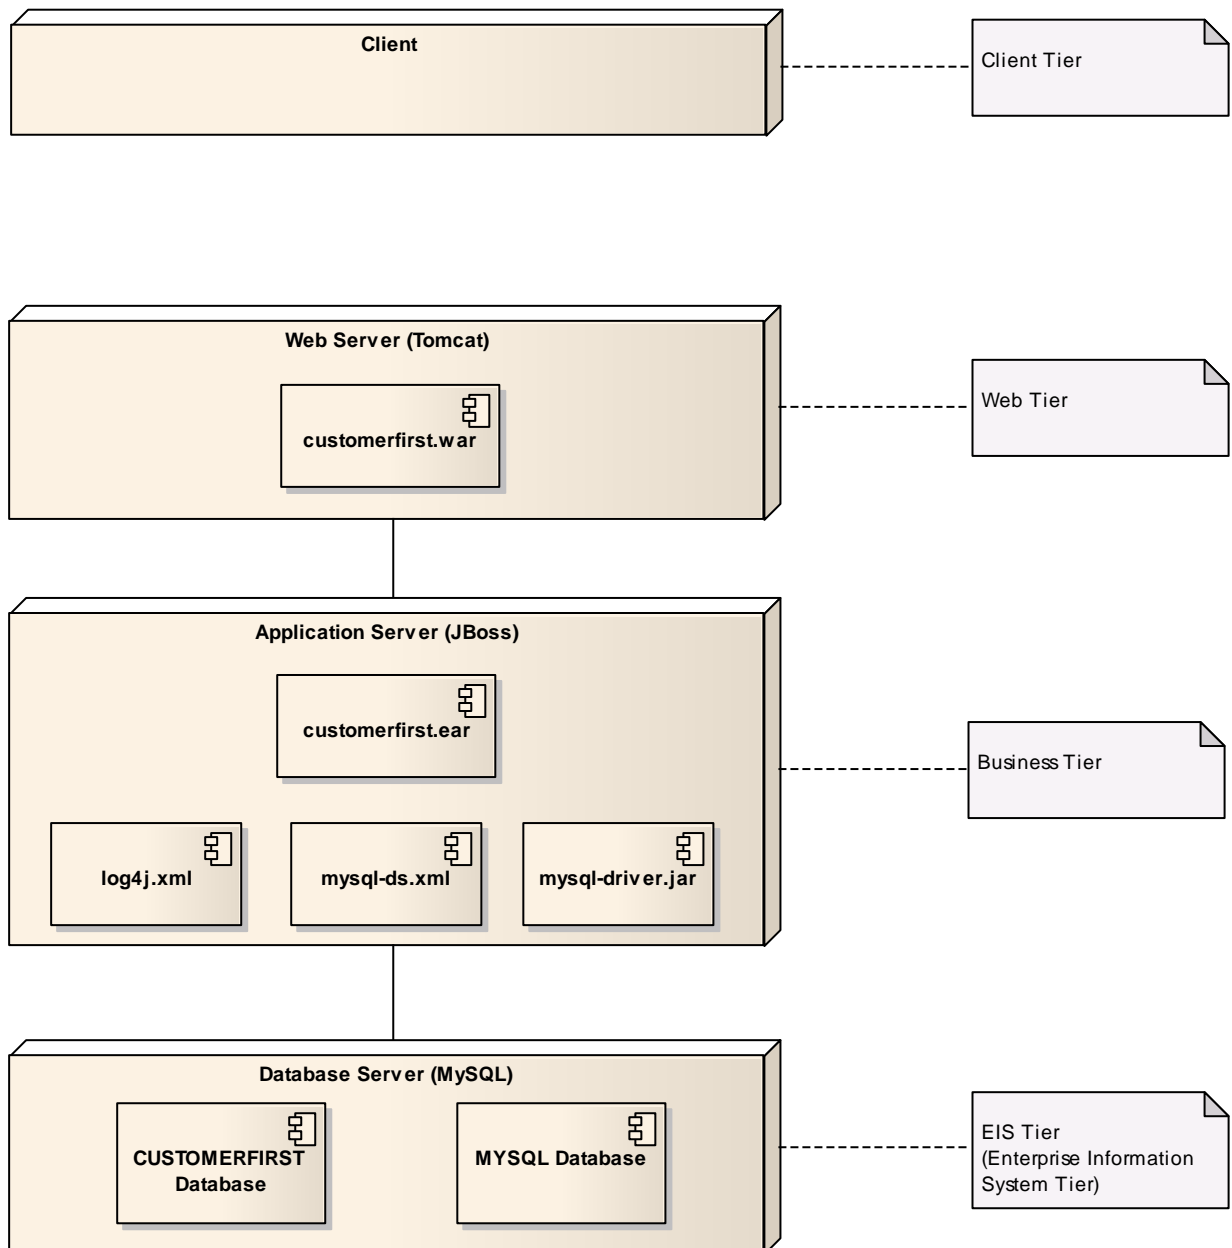 Client
Client Tier
Web Server (Tomcat)
customerfirst.war
Web Tier
Application Server (JBoss)
customerfirst.ear
Business Tier
log4j.xml
mysql-ds.xml
mysql-driver.jar
Database Server (MySQL)
CUSTOMERFIRST
Database
MYSQL Database
EIS Tier
(Enterprise Information
System Tier)